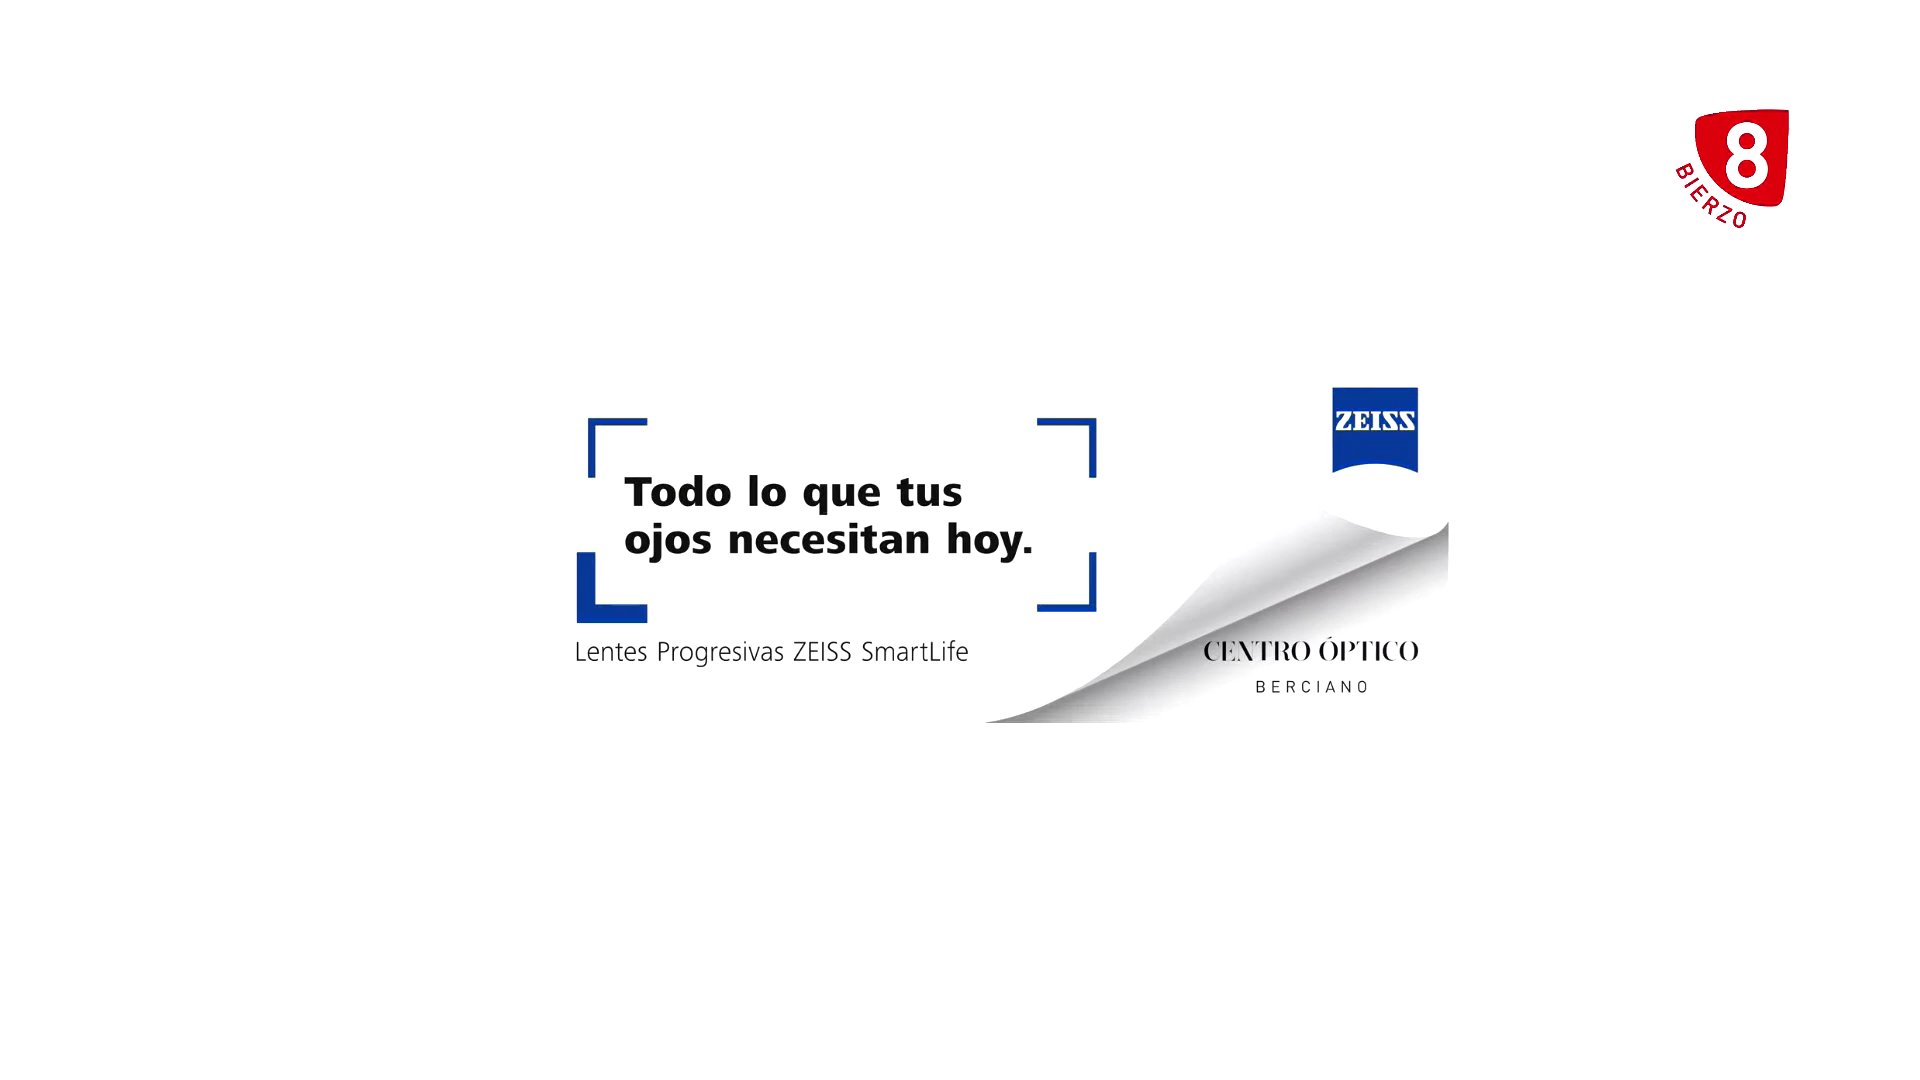 8
BIERZO
ZEISS
Todo lo que tus
ojos necesitan hoy.
Lentes Progresivas ZEISS SmartLife
CENTRO ÓPTICO
BERCIANO